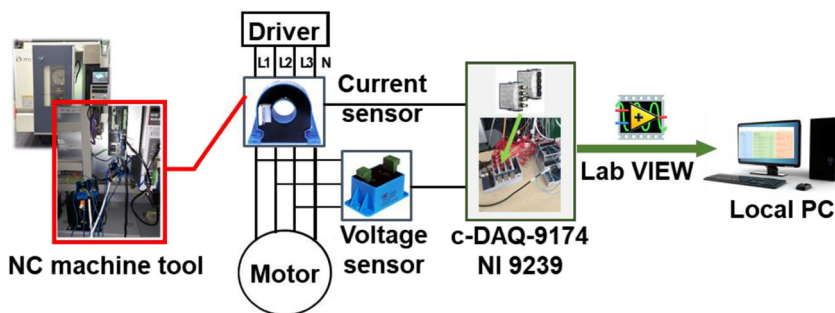 Driver
L1 L2 L3 N
Current
sensor
Lab VIEW
Local PC
NC machine tool
Motor
Voltage
sensor
c-DAQ-9174
NI 9239